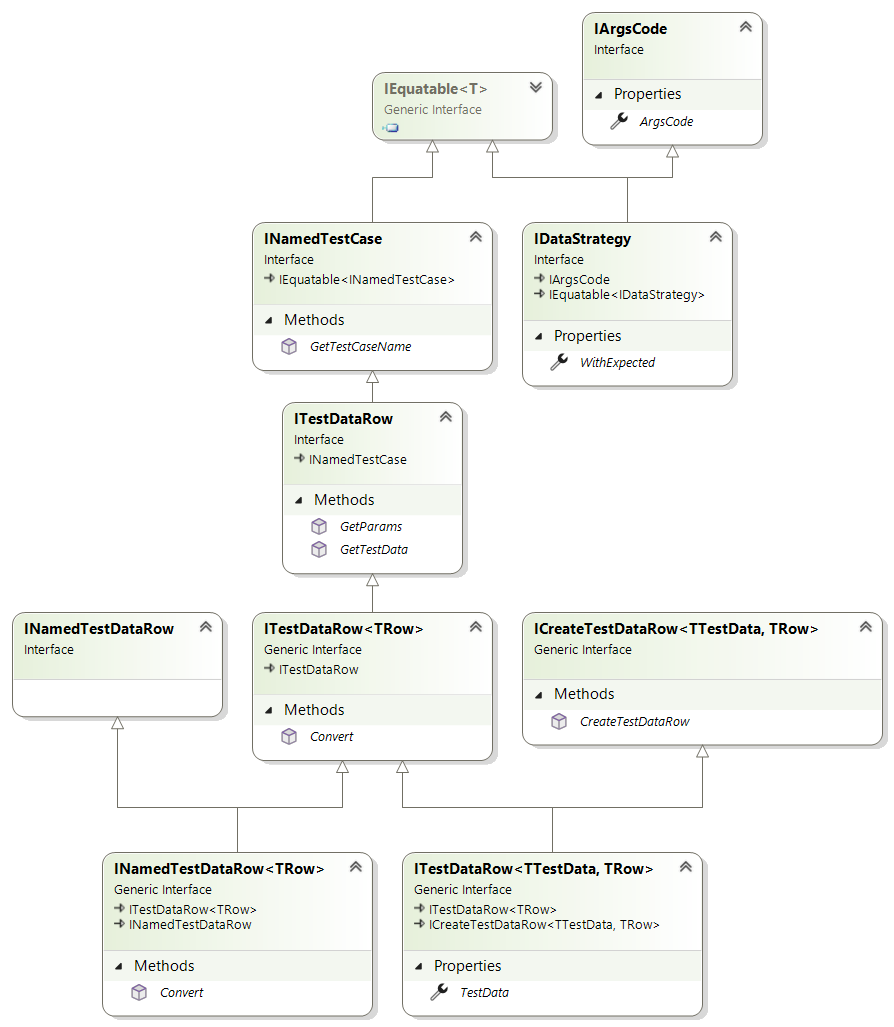 IArgsCode
Interface
Properties
ArgsCode
IEquatable<T>
Generic Interface
INamedTestCase
Interface
IEquatable<INamedTestCase>
Methods
GetTestCaseName
IDataStrategy
Interface
IArgsCode
IEquatable<IDataStrategy>
Properties
WithExpected
ITestDataRow
Interface
INamedTestCase
Methods
GetParams
GetTestData
INamedTestDataRow
Interface
ITestDataRow<TRow>
Generic Interface
ITestDataRow
Methods
Convert
ICreateTestDataRow<TTestData, TRow>
Generic Interface
Methods
CreateTestDataRow
INamedTestDataRow<TRow>
Generic Interface
ITestDataRow<TRow>
INamedTestDataRow
Methods
Convert
ITestDataRow<TTestData, TRow>
Generic Interface
ITestDataRow<TRow>
ICreateTestDataRow<TTestData, TRow>
Properties
TestData